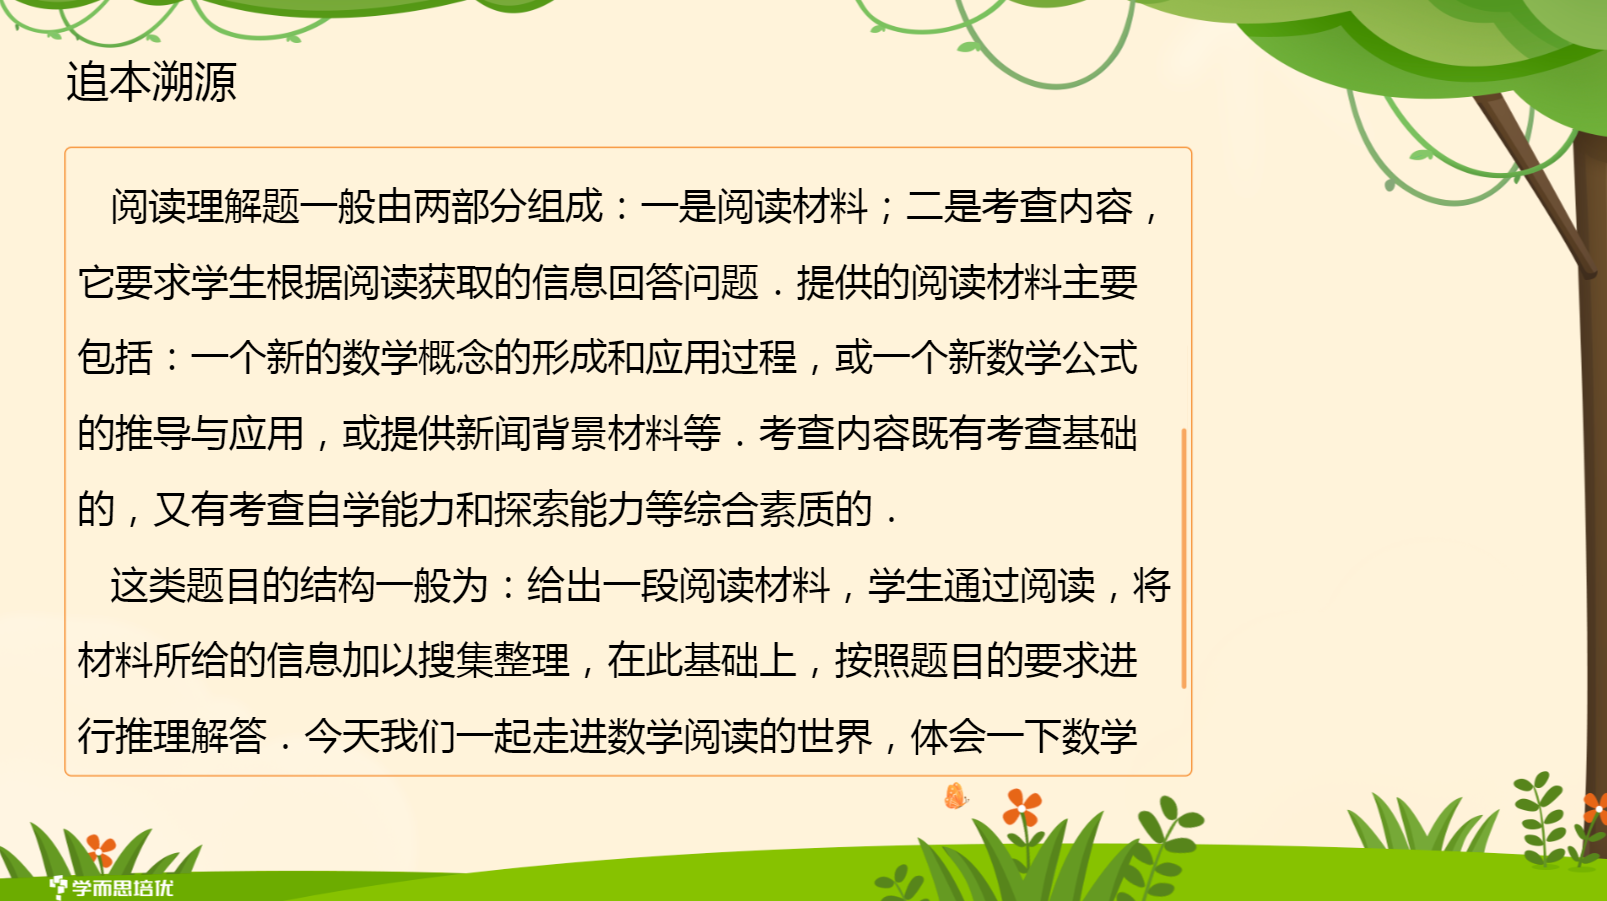 追本溯源
阅读理解题一般由两部分组成：一是阅读材料；二是考查内容，
它要求学生根据阅读获取的信息回答问题．提供的阅读材料主要
包括：一个新的数学概念的形成和应用过程，或一个新数学公式
的推导与应用，或提供新闻背景材料等．考查内容既有考查基础
的，又有考查自学能力和探索能力等综合素质的．
这类题目的结构一般为：给出一段阅读材料，学生通过阅读，将
材料所给的信息加以搜集整理，在此基础上，按照题目的要求进
行推理解答．今天我们一起走进数学阅读的世界，体会一下数学
学而思培优